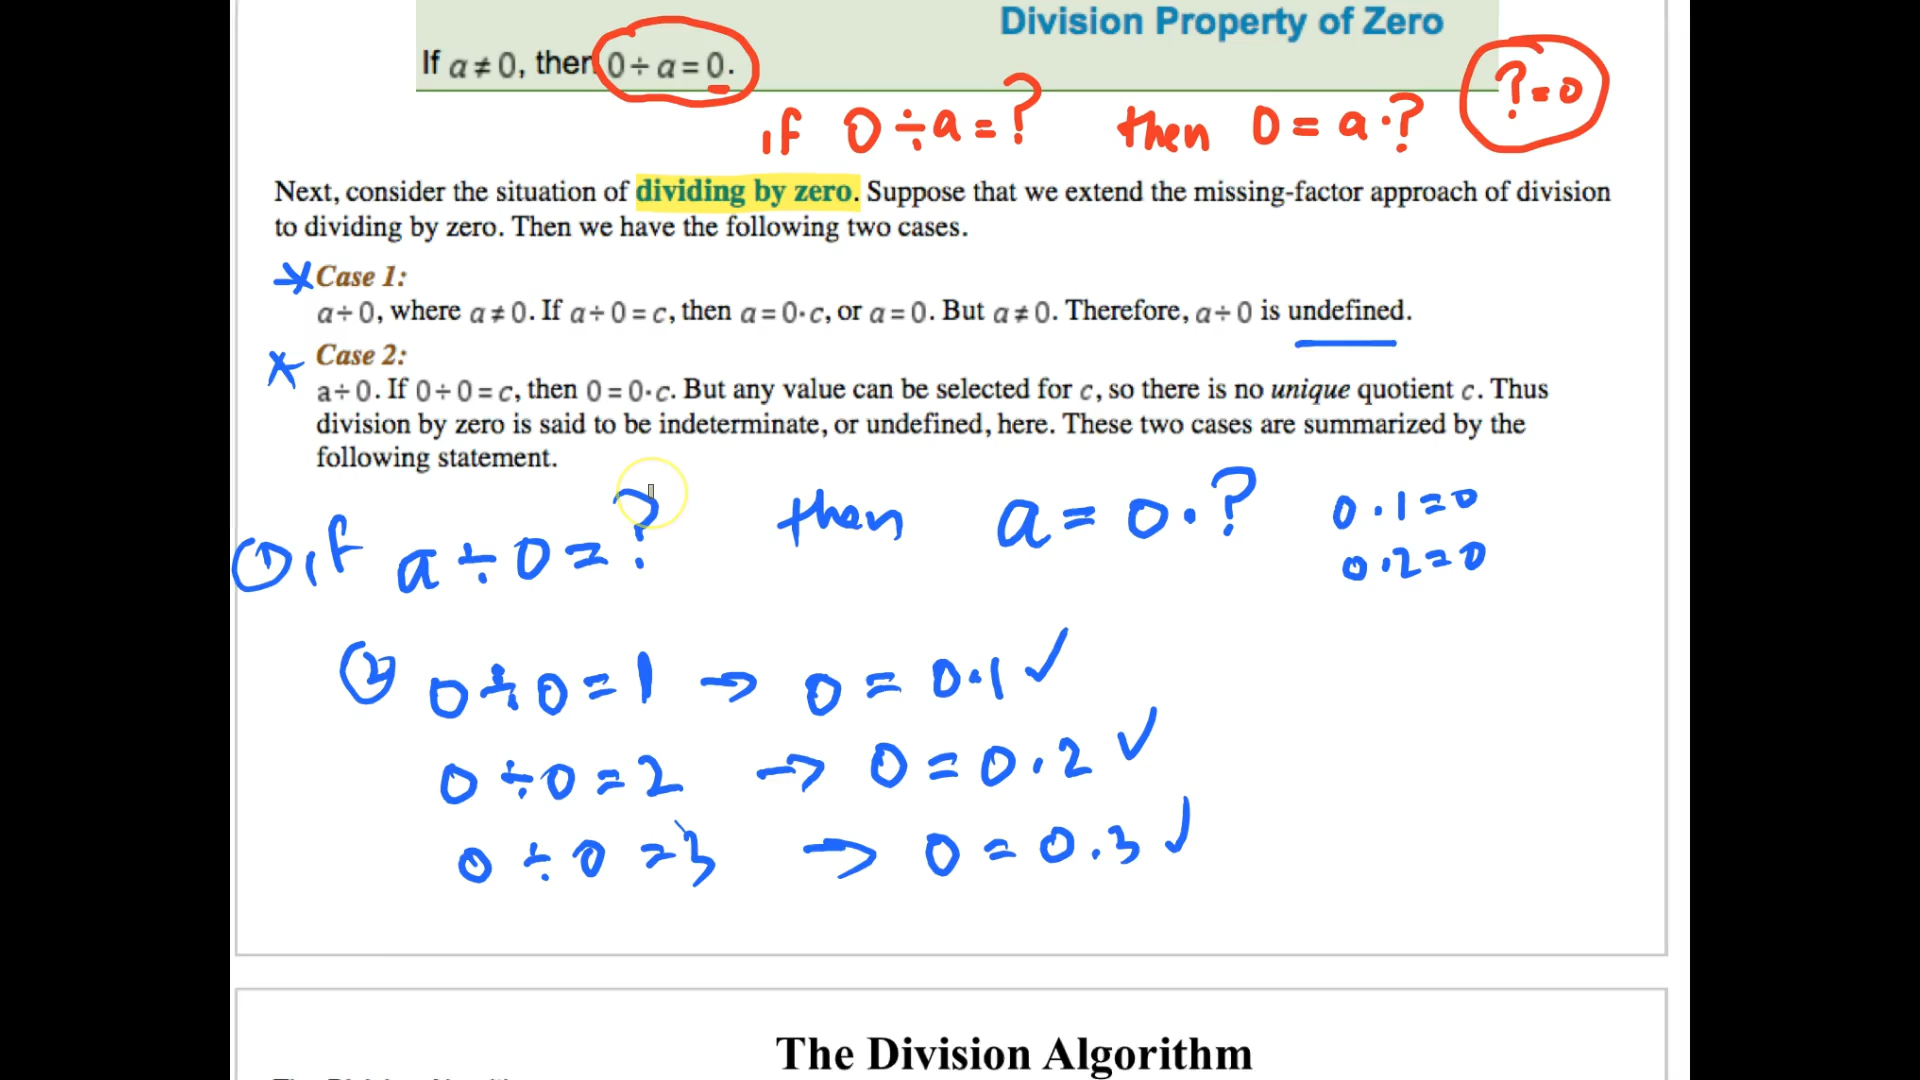 Division Property of Zero
If a ≠ 0, then 0 ÷ a = 0.
if 0 ÷ a = ? then 0 = a · ? ? = 0
Next, consider the situation of dividing by zero. Suppose that we extend the missing-factor approach of division
to dividing by zero. Then we have the following two cases.
Case 1:
a ÷ 0, where a ≠ 0. If a ÷ 0 = c, then a = 0 · c, or a = 0. But a ≠ 0. Therefore, a ÷ 0 is undefined.
Case 2:
a ÷ 0. If 0 ÷ 0 = c, then 0 = 0 · c. But any value can be selected for c, so there is no unique quotient c. Thus
division by zero is said to be indeterminate, or undefined, here. These two cases are summarized by the
following statement.
① if a ÷ 0 = ? then a = 0 · ? 0 · 1 = 0
0 · 2 = 0
② 0 ÷ 0 = 1 → 0 = 0 · 1 ✓
0 ÷ 0 = 2 → 0 = 0 · 2 ✓
0 ÷ 0 = 3 → 0 = 0 · 3 ✓
The Division Algorithm